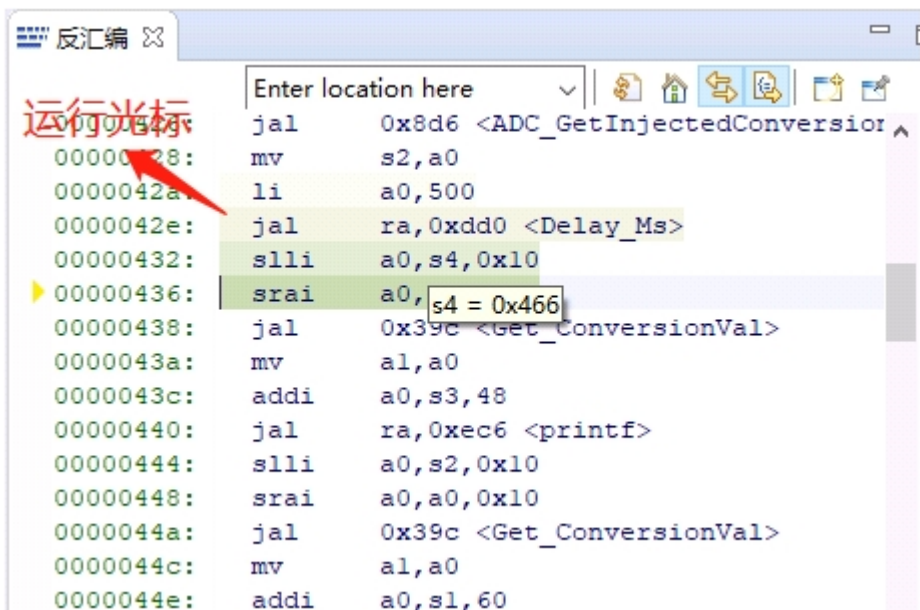 反汇编
Enter location here
运行光标
jal 0x8d6 <ADC_GetInjectedConversion
00000428: mv s2,a0
0000042a: li a0,500
0000042e: jal ra,0xdd0 <Delay_Ms>
00000432: slli a0,s4,0x10
00000436: srai a0,
s4 = 0x466
00000438: jal 0x39c <Get_ConversionVal>
0000043a: mv a1,a0
0000043c: addi a0,s3,48
00000440: jal ra,0xec6 <printf>
00000444: slli a0,s2,0x10
00000448: srai a0,a0,0x10
0000044a: jal 0x39c <Get_ConversionVal>
0000044c: mv a1,a0
0000044e: addi a0,s1,60